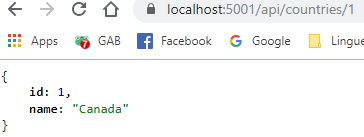 localhost:5001/api/countries/1
Apps GAB Facebook Google Lingue
{
id: 1,
name: "Canada"
}